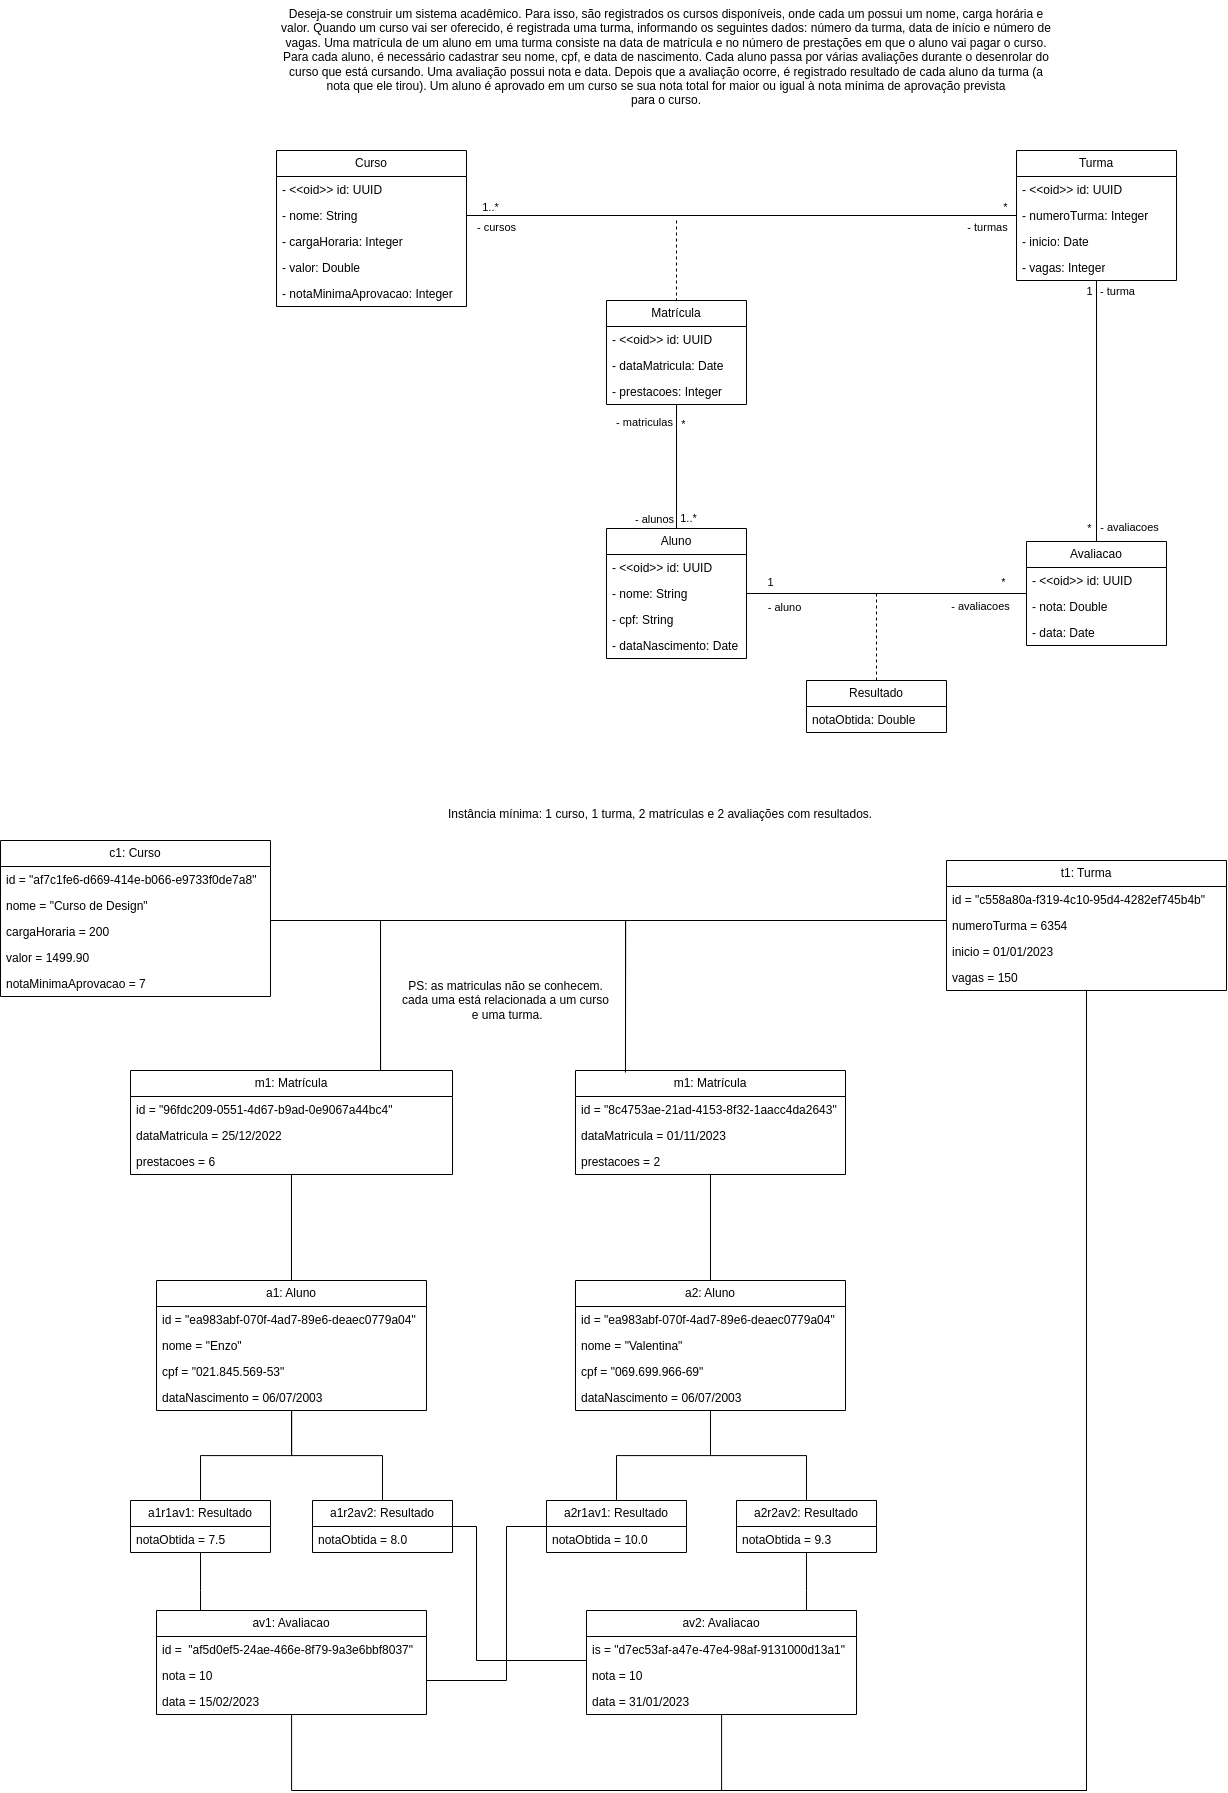 Deseja-se construir um sistema acadêmico. Para isso, são registrados os cursos disponíveis, onde cada um possui um nome, carga horária e
valor. Quando um curso vai ser oferecido, é registrada uma turma, informando os seguintes dados: número da turma, data de início e número de
vagas. Uma matrícula de um aluno em uma turma consiste na data de matrícula e no número de prestações em que o aluno vai pagar o curso.
Para cada aluno, é necessário cadastrar seu nome, cpf, e data de nascimento. Cada aluno passa por várias avaliações durante o desenrolar do
curso que está cursando. Uma avaliação possui nota e data. Depois que a avaliação ocorre, é registrado resultado de cada aluno da turma (a
nota que ele tirou). Um aluno é aprovado em um curso se sua nota total for maior ou igual à nota mínima de aprovação prevista
para o curso.
Curso
- <<oid>> id: UUID
- nome: String
- cargaHoraria: Integer
- valor: Double
- notaMinimaAprovacao: Integer
1..*
- cursos
*
- turmas
Turma
- <<oid>> id: UUID
- numeroTurma: Integer
- inicio: Date
- vagas: Integer
1 - turma
Matrícula
- <<oid>> id: UUID
- dataMatricula: Date
- prestacoes: Integer
- matriculas *
- alunos 1..*
* - avaliacoes
Aluno
- <<oid>> id: UUID
- nome: String
- cpf: String
- dataNascimento: Date
1
- aluno
*
- avaliacoes
Avaliacao
- <<oid>> id: UUID
- nota: Double
- data: Date
Resultado
notaObtida: Double
Instância mínima: 1 curso, 1 turma, 2 matrículas e 2 avaliações com resultados.
c1: Curso
id = "af7c1fe6-d669-414e-b066-e9733f0de7a8"
nome = "Curso de Design"
cargaHoraria = 200
valor = 1499.90
notaMinimaAprovacao = 7
t1: Turma
id = "c558a80a-f319-4c10-95d4-4282ef745b4b"
numeroTurma = 6354
inicio = 01/01/2023
vagas = 150
PS: as matriculas não se conhecem.
cada uma está relacionada a um curso
e uma turma.
m1: Matrícula
id = "96fdc209-0551-4d67-b9ad-0e9067a44bc4"
dataMatricula = 25/12/2022
prestacoes = 6
m1: Matrícula
id = "8c4753ae-21ad-4153-8f32-1aacc4da2643"
dataMatricula = 01/11/2023
prestacoes = 2
a1: Aluno
id = "ea983abf-070f-4ad7-89e6-deaec0779a04"
nome = "Enzo"
cpf = "021.845.569-53"
dataNascimento = 06/07/2003
a2: Aluno
id = "ea983abf-070f-4ad7-89e6-deaec0779a04"
nome = "Valentina"
cpf = "069.699.966-69"
dataNascimento = 06/07/2003
a1r1av1: Resultado
notaObtida = 7.5
a1r2av2: Resultado
notaObtida = 8.0
a2r1av1: Resultado
notaObtida = 10.0
a2r2av2: Resultado
notaObtida = 9.3
av1: Avaliacao
id =  "af5d0ef5-24ae-466e-8f79-9a3e6bbf8037"
nota = 10
data = 15/02/2023
av2: Avaliacao
is = "d7ec53af-a47e-47e4-98af-9131000d13a1"
nota = 10
data = 31/01/2023